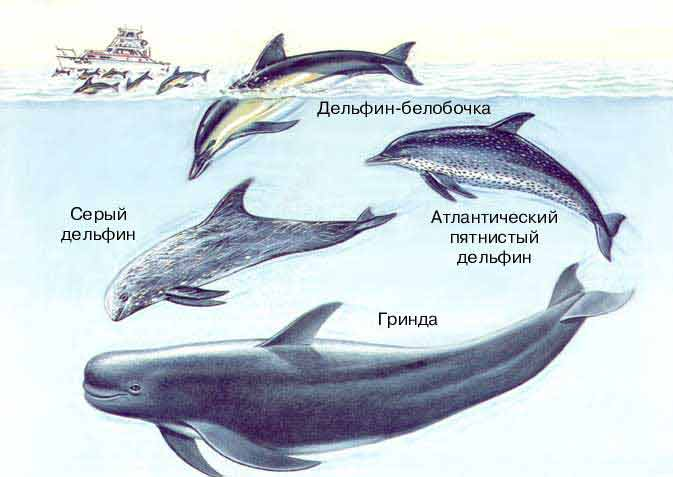 Дельфин-белобочка
Серый
дельфин
Атлантический
пятнистый
дельфин
Гринда